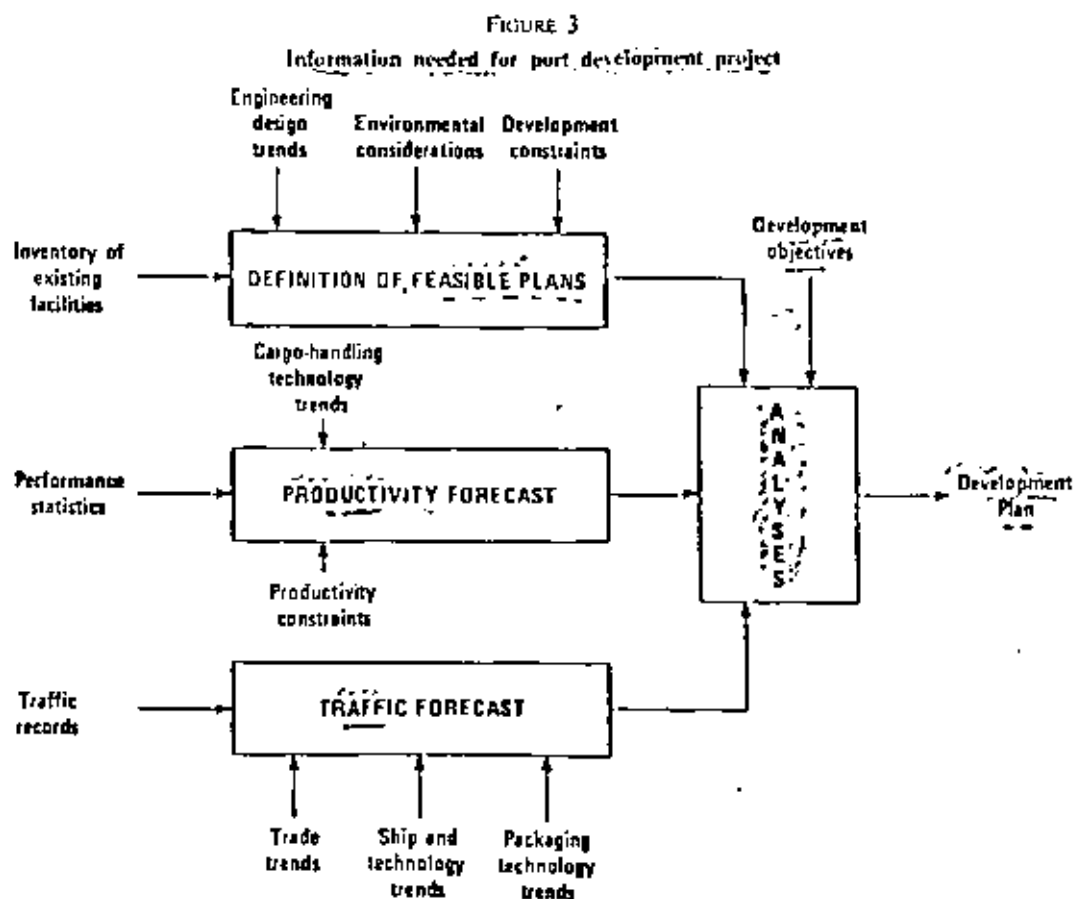 FIGURE 3
Information needed for port development project
Engineering
design
trends
Environmental
considerations
Development
constraints
Inventory of
existing
facilities
DEFINITION OF FEASIBLE PLANS
Development
objectives
Cargo-handling
technology
trends
Performance
statistics
PRODUCTIVITY FORECAST
ANALYSES
Development
Plan
Productivity
constraints
Traffic
records
TRAFFIC FORECAST
Trade
trends
Ship and
technology
trends
Packaging
technology
trends